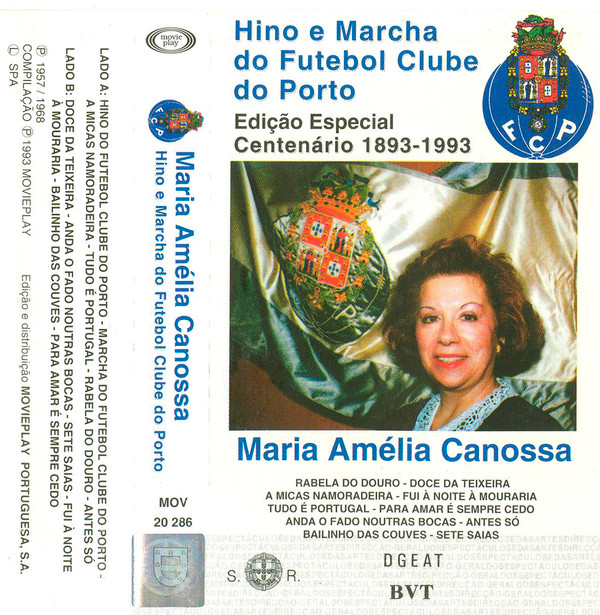 LADO A: HINO DO FUTEBOL CLUBE DO PORTO - MARCHA DO FUTEBOL CLUBE DO PORTO -
A MICAS NAMORADEIRA - TUDO É PORTUGAL - RABELA DO DOURO - ANTES SÓ
LADO B: DOCE DA TEIXEIRA - ANDA O FADO NOUTRAS BOCAS - SETE SAIAS - FUI À NOITE
À MOURARIA - BAILINHO DAS COUVES - PARA AMAR É SEMPRE CEDO
Ⓟ 1957 / 1968
COMPILAÇÃO Ⓟ 1993 MOVIEPLAY
Edição e distribuição MOVIEPLAY PORTUGUESA, S.A.
Ⓛ SPA
movie
play
FCP
Maria Amélia Canossa
Hino e Marcha do Futebol Clube do Porto
MOV
20 286
Hino e Marcha
do Futebol Clube
do Porto
Edição Especial
Centenário 1893-1993
FCP
Maria Amélia Canossa
RABELA DO DOURO - DOCE DA TEIXEIRA
A MICAS NAMORADEIRA - FUI À NOITE À MOURARIA
TUDO É PORTUGAL - PARA AMAR É SEMPRE CEDO
ANDA O FADO NOUTRAS BOCAS - ANTES SÓ
BAILINHO DAS COUVES - SETE SAIAS
S. R.
DGEAT
BVT